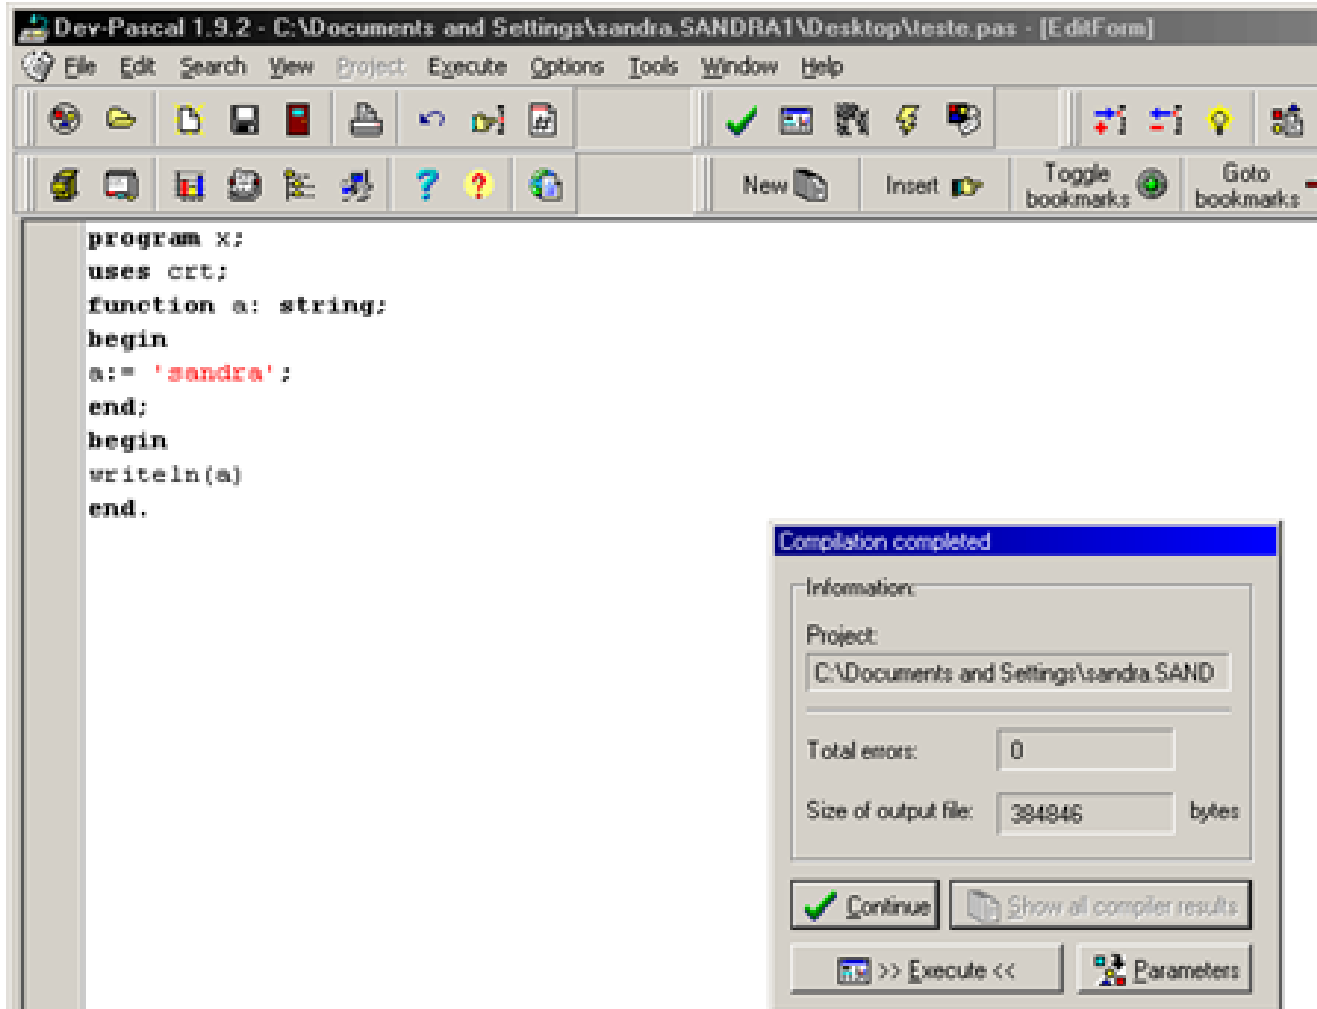 Dev-Pascal 1.9.2 - C:\Documents and Settings\sandra.SANDRA1\Desktop\teste.pas - [EditForm]
File Edit Search View Project Execute Options Tools Window Help
New Insert Toggle bookmarks Goto bookmarks
program x;
uses crt;
function a: string;
begin
a:= 'sandra';
end;
begin
writeln(a)
end.
Compilation completed
Information:
Project:
C:\Documents and Settings\sandra.SAND
Total errors: 0
Size of output file: 384846 bytes
Continue Show all compiler results
>> Execute << Parameters